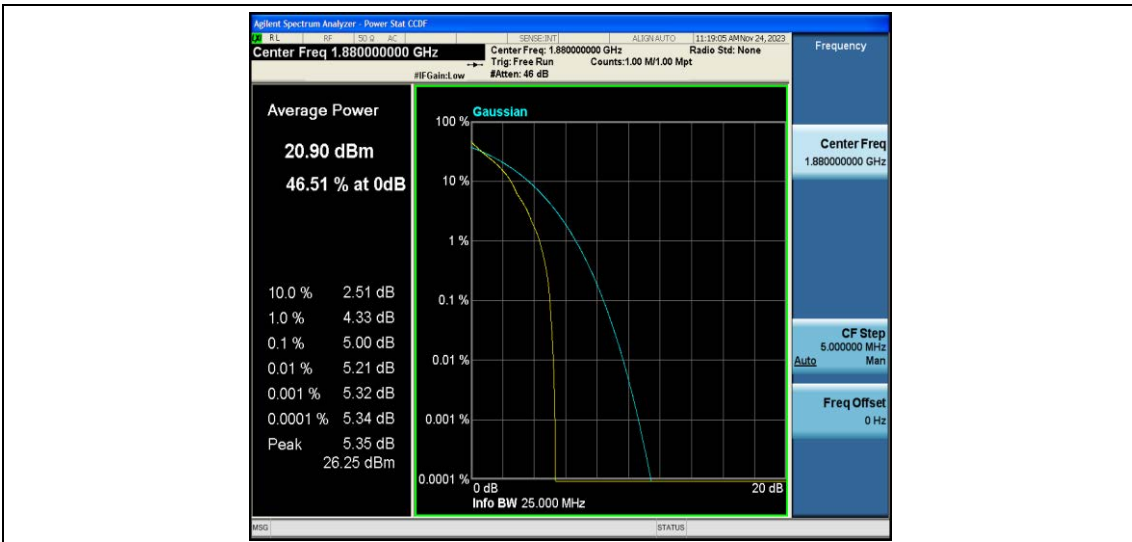 Agilent Spectrum Analyzer - Power Stat CCDF
RL RF 50 Ω AC SENSE:INT ALIGNAUTO 11:19:05 AM Nov 24, 2023
Center Freq 1.880000000 GHz
Center Freq: 1.880000000 GHz Radio Std: None
Trig: Free Run Counts:1.00 M/1.00 Mpt
#IFGain:Low #Atten: 46 dB
Frequency
Average Power
20.90 dBm
46.51 % at 0dB
10.0 % 2.51 dB
1.0 % 4.33 dB
0.1 % 5.00 dB
0.01 % 5.21 dB
0.001 % 5.32 dB
0.0001 % 5.34 dB
Peak 5.35 dB
26.25 dBm
Gaussian
100 %
10 %
1 %
0.1 %
0.01 %
0.001 %
0.0001 %
0 dB 20 dB
Info BW 25.000 MHz
Center Freq
1.880000000 GHz
CF Step
5.000000 MHz
Auto Man
Freq Offset
0 Hz
MSG STATUS